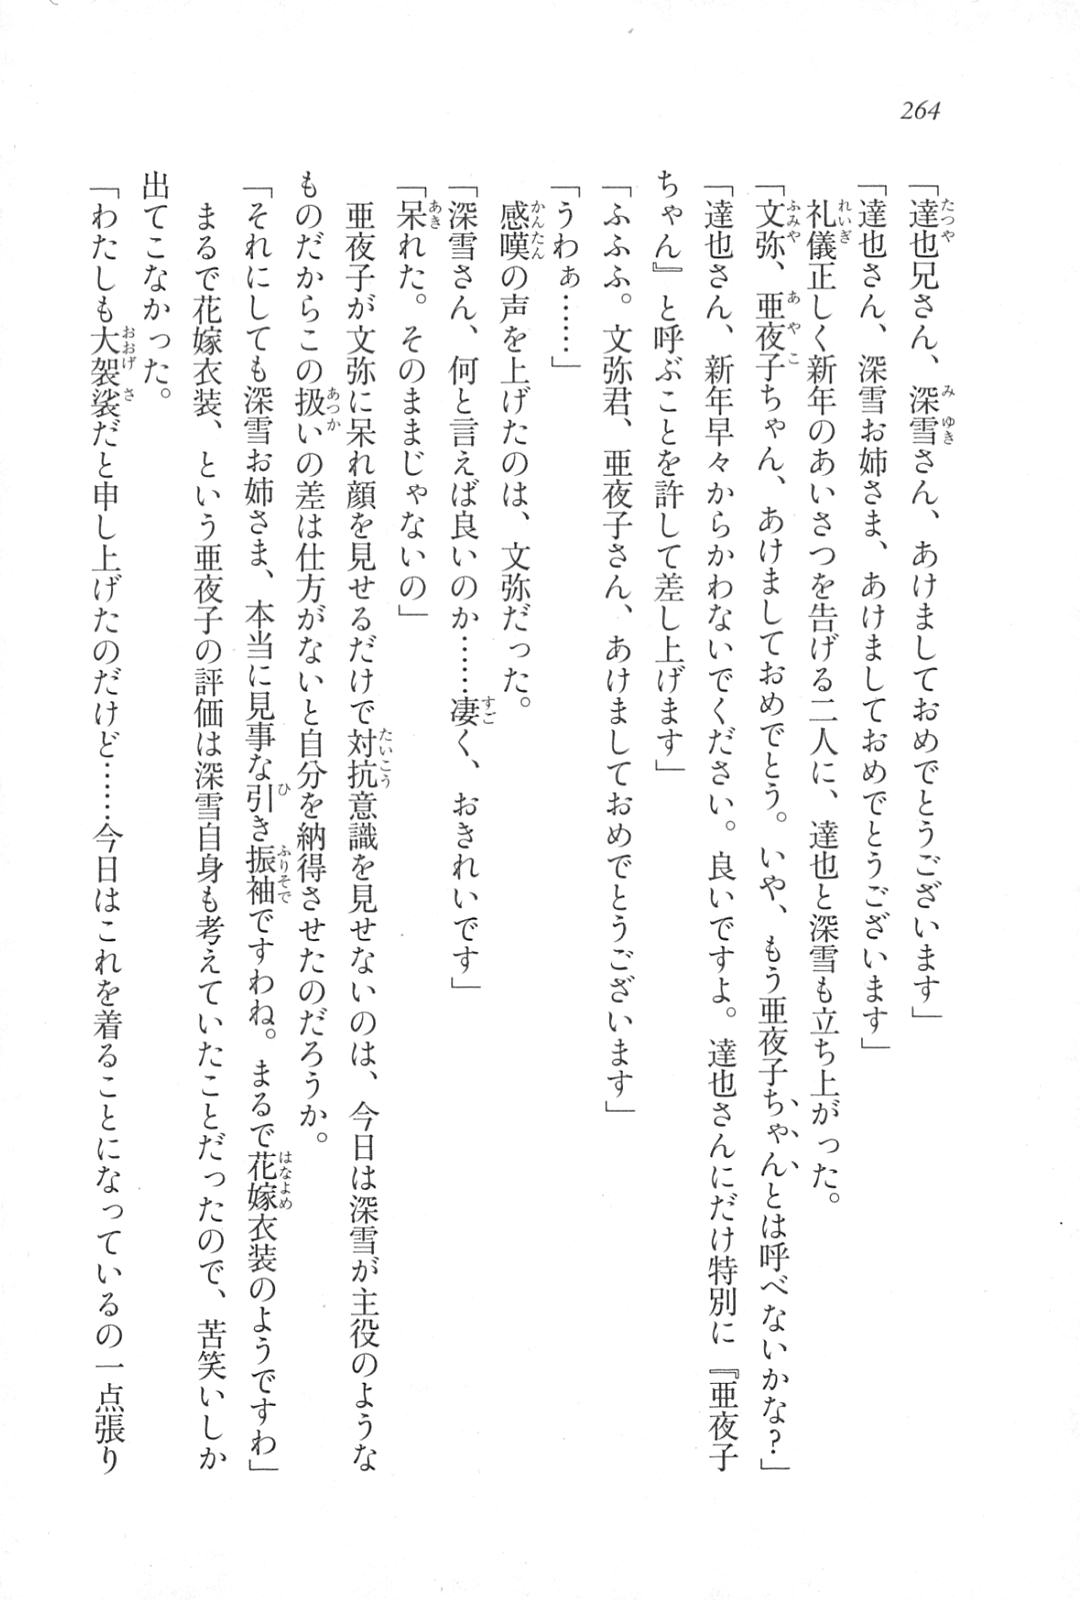 264
「達也兄さん、深雪さん、あけましておめでとうございます」
「達也さん、深雪お姉さま、あけましておめでとうございます」
　礼儀正しく新年のあいさつを告げる二人に、達也と深雪も立ち上がった。
「文弥、亜夜子ちゃん、あけましておめでとう。いや、もう亜夜子ちゃんとは呼べないかな？」
「達也さん、新年早々からかわないでください。良いですよ。達也さんにだけ特別に『亜夜子
ちゃん』と呼ぶことを許して差し上げます」
「ふふふ。文弥君、亜夜子さん、あけましておめでとうございます」
「うわぁ……」
　感嘆の声を上げたのは、文弥だった。
「深雪さん、何と言えば良いのか……凄く、おきれいです」
「呆れた。そのままじゃないの」
　亜夜子が文弥に呆れ顔を見せるだけで対抗意識を見せないのは、今日は深雪が主役のような
ものだからこの扱いの差は仕方がないと自分を納得させたのだろうか。
「それにしても深雪お姉さま、本当に見事な引き振袖ですわね。まるで花嫁衣装のようですわ」
　まるで花嫁衣装、という亜夜子の評価は深雪自身も考えていたことだったので、苦笑いしか
出てこなかった。
「わたしも大袈裟だと申し上げたのだけど……今日はこれを着ることになっているの一点張り